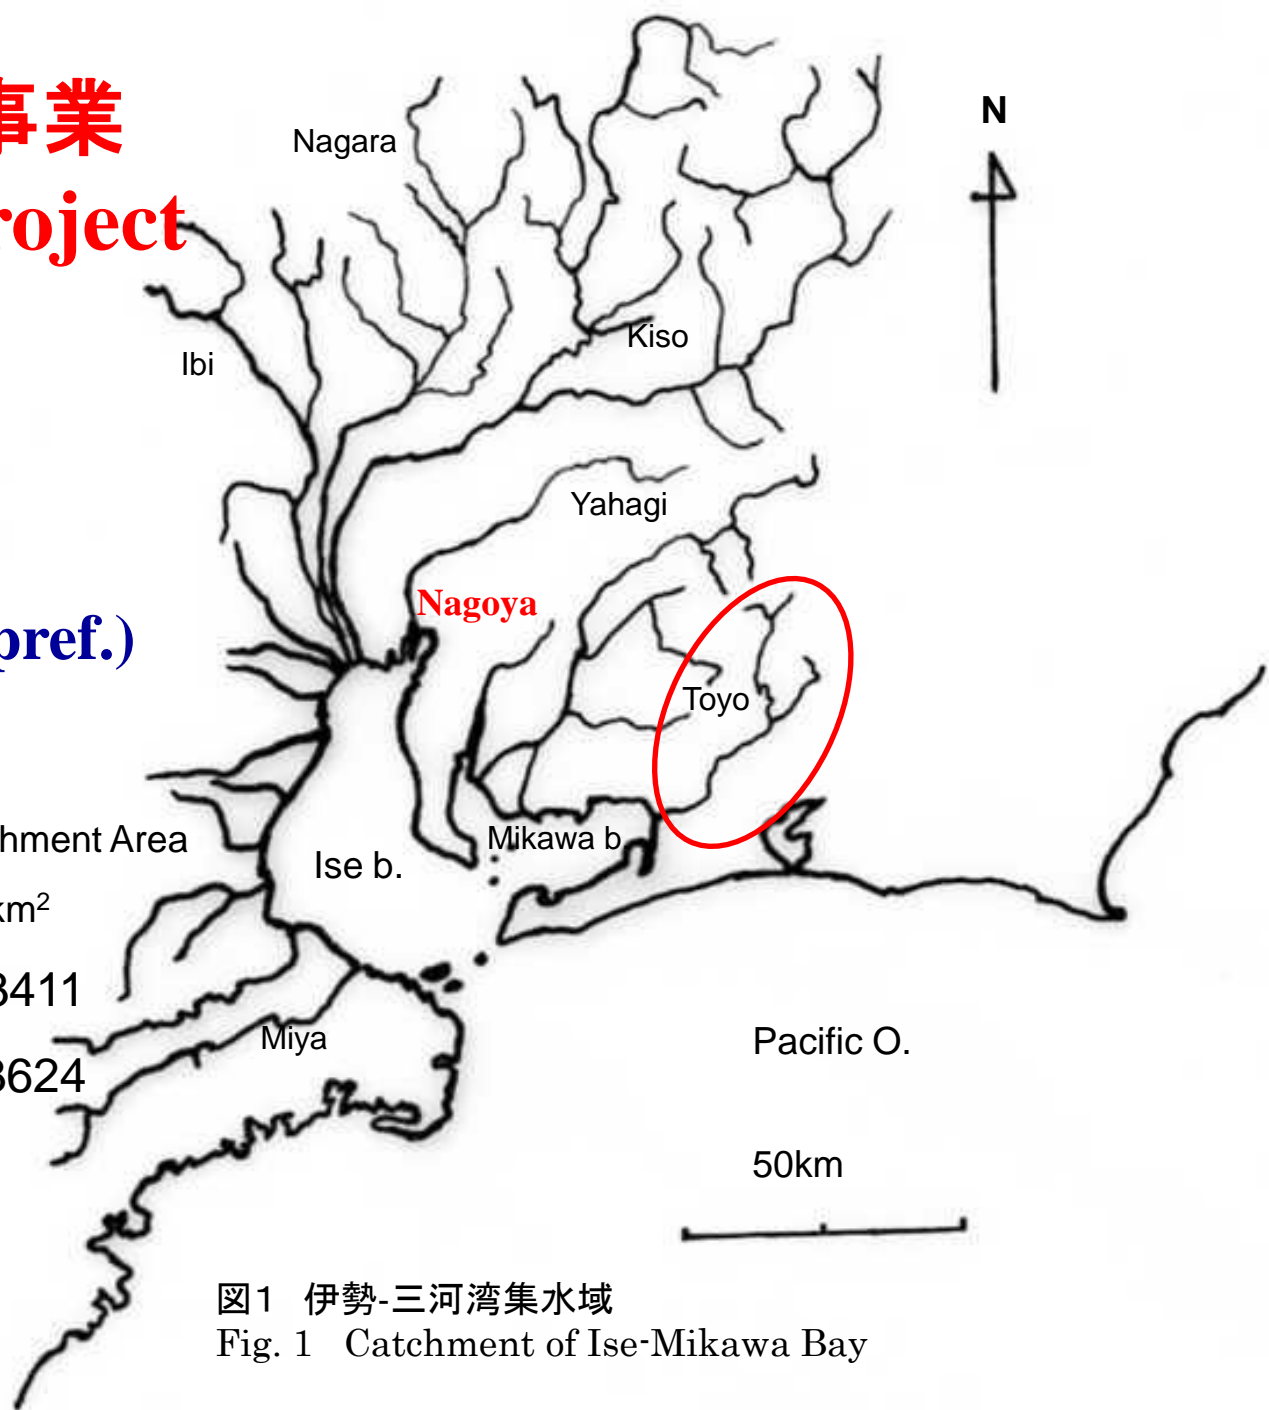 事業
roject
N
Nagara
Kiso
Ibi
Yahagi
Nagoya
pref.)
Toyo
hment Area
Mikawa b.
Ise b.
km²
3411
Miya
Pacific O.
3624
50km
図1 伊勢-三河湾集水域
Fig. 1 Catchment of Ise-Mikawa Bay